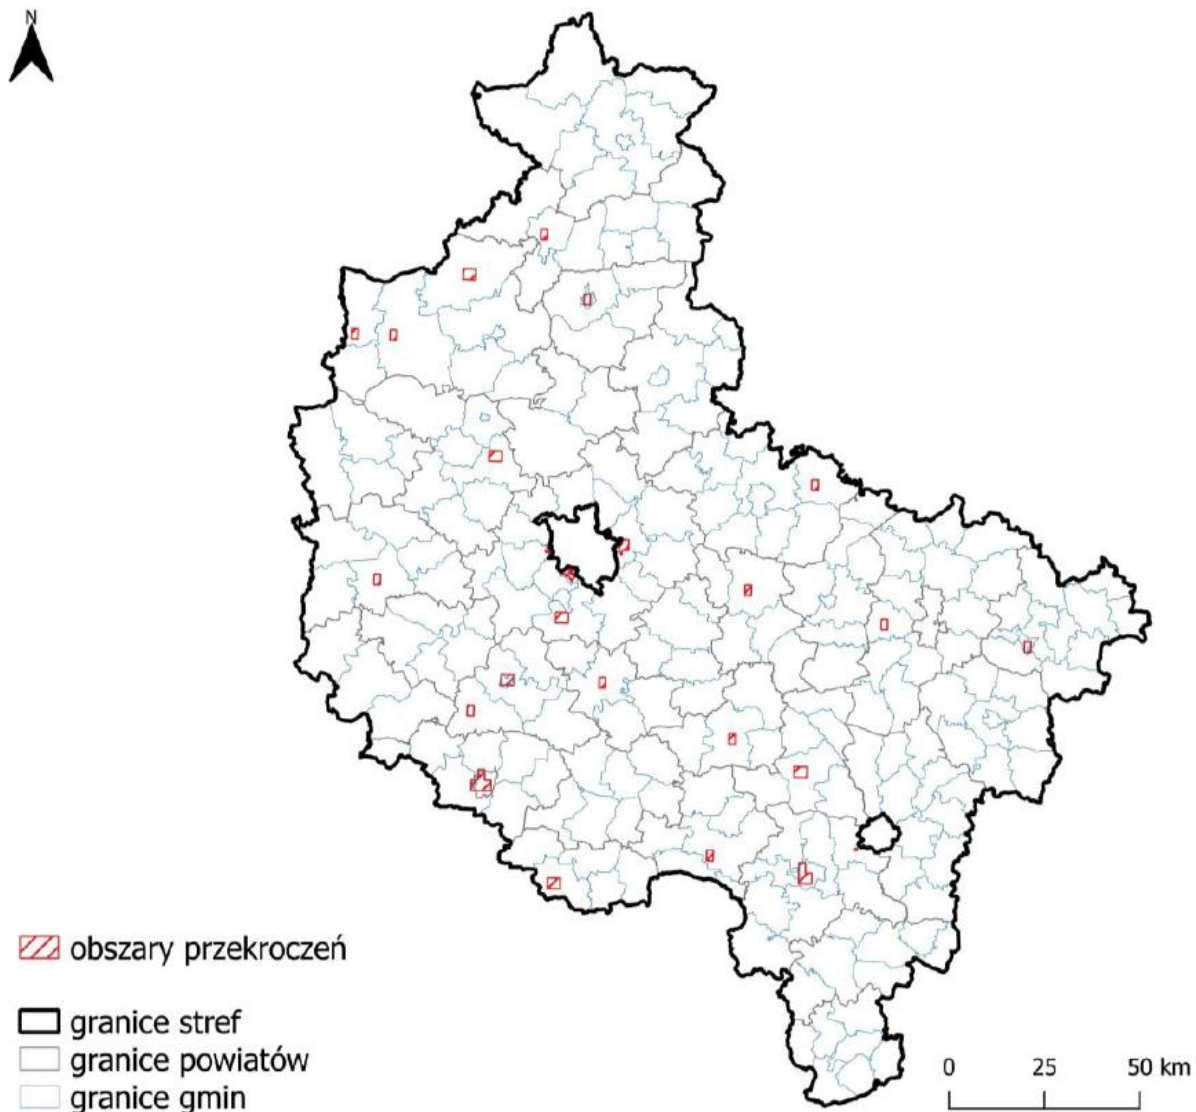 N
obszary przekroczeń
granice stref
granice powiatów
granice gmin
0 25 50 km